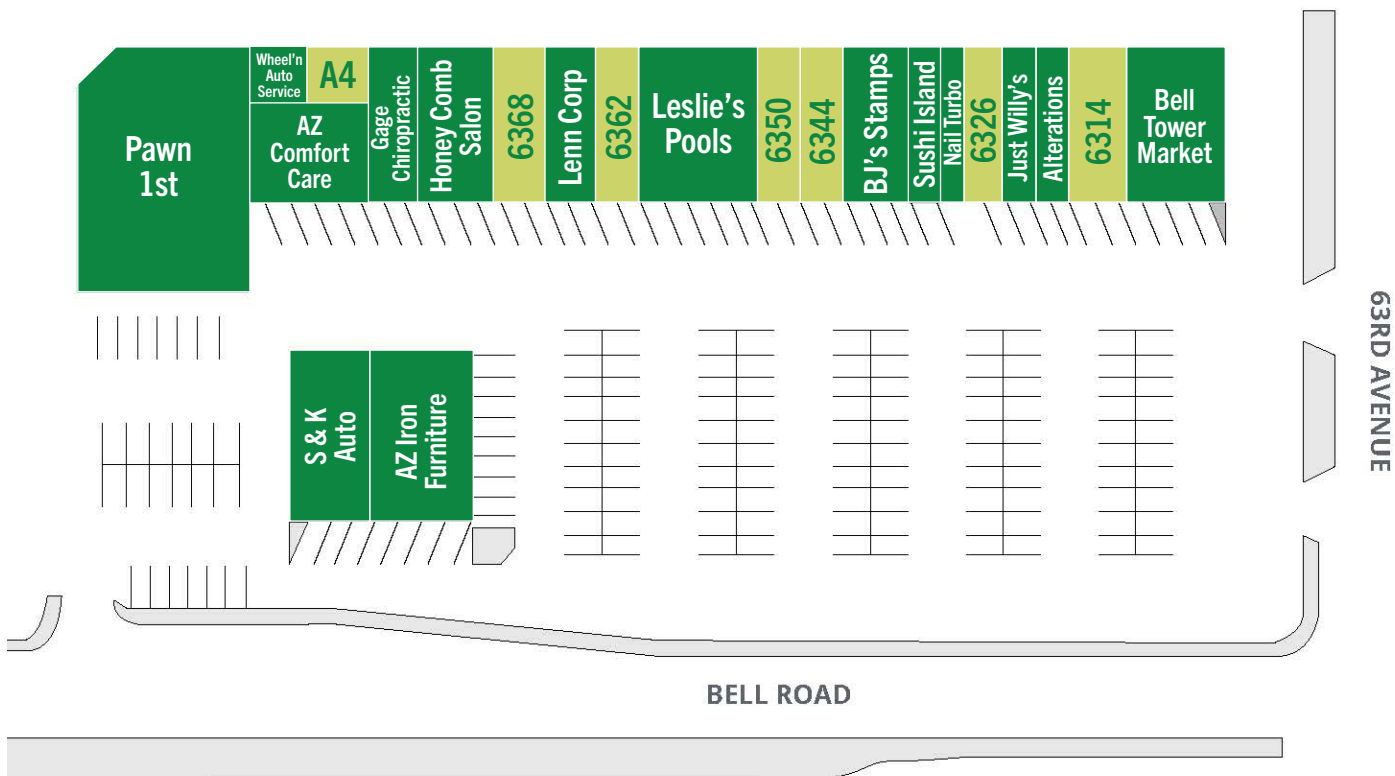 Pawn
1st
Wheel'n
Auto
Service
A4
AZ
Comfort
Care
Gage
Chiropractic
Honey Comb
Salon
6368
Lenn Corp
6362
Leslie's
Pools
6350
6344
BJ's Stamps
Sushi Island
Nail Turbo
6326
Just Willy's
Alterations
6314
Bell
Tower
Market
S & K
Auto
AZ Iron
Furniture
63RD AVENUE
BELL ROAD